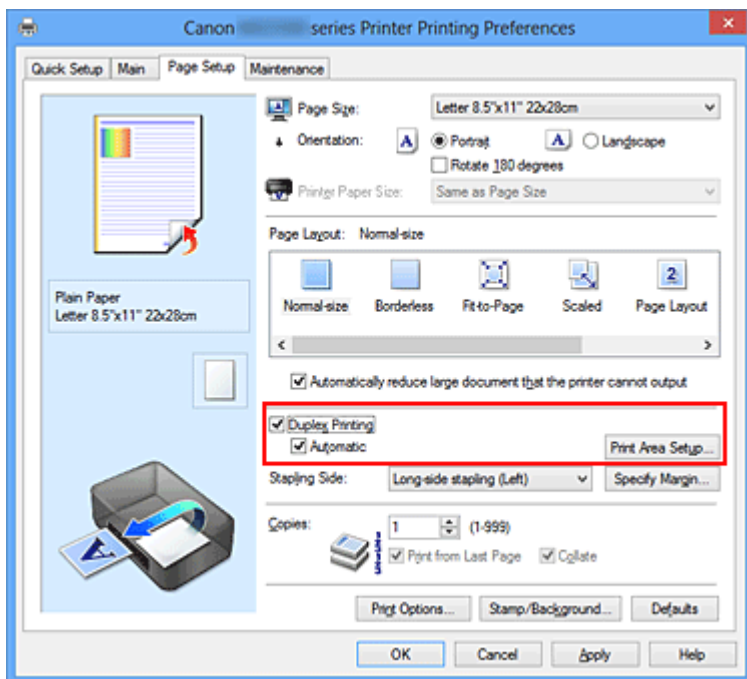 Canon series Printer Printing Preferences
Quick Setup Main Page Setup Maintenance
Page Size: Letter 8.5"x11" 22x28cm
Orientation: A Portrait A Landscape
Rotate 180 degrees
Printer Paper Size: Same as Page Size
Page Layout: Normal-size
2
Normal-size Borderless Fit-to-Page Scaled Page Layout
Automatically reduce large document that the printer cannot output
Plain Paper
Letter 8.5"x11" 22x28cm
Duplex Printing
Automatic Print Area Setup...
Stapling Side: Long-side stapling (Left) Specify Margin...
Copies: 1 (1-999)
Print from Last Page Collate
A
Print Options... Stamp/Background... Defaults
OK Cancel Apply Help